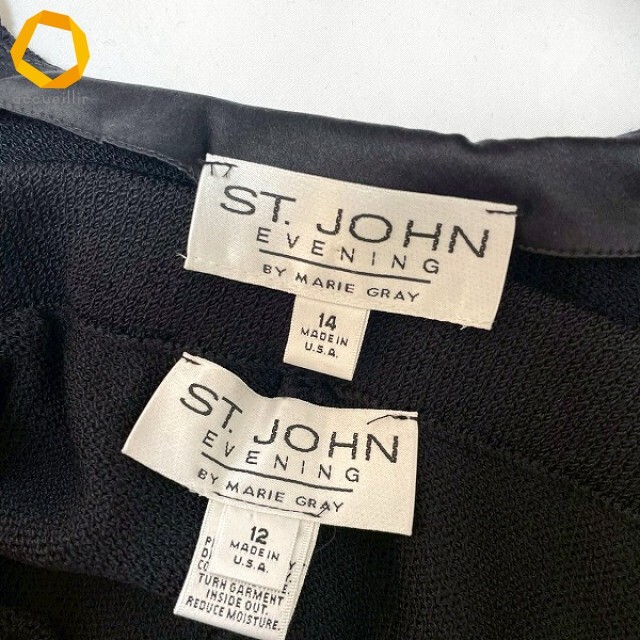 ST. JOHN
EVENING
BY MARIE GRAY
14
MADE IN
U.S.A.
ST. JOHN
EVENING
BY MARIE GRAY
12
MADE IN
U.S.A.
TURN GARMENT
INSIDE OUT.
REDUCE MOISTURE.